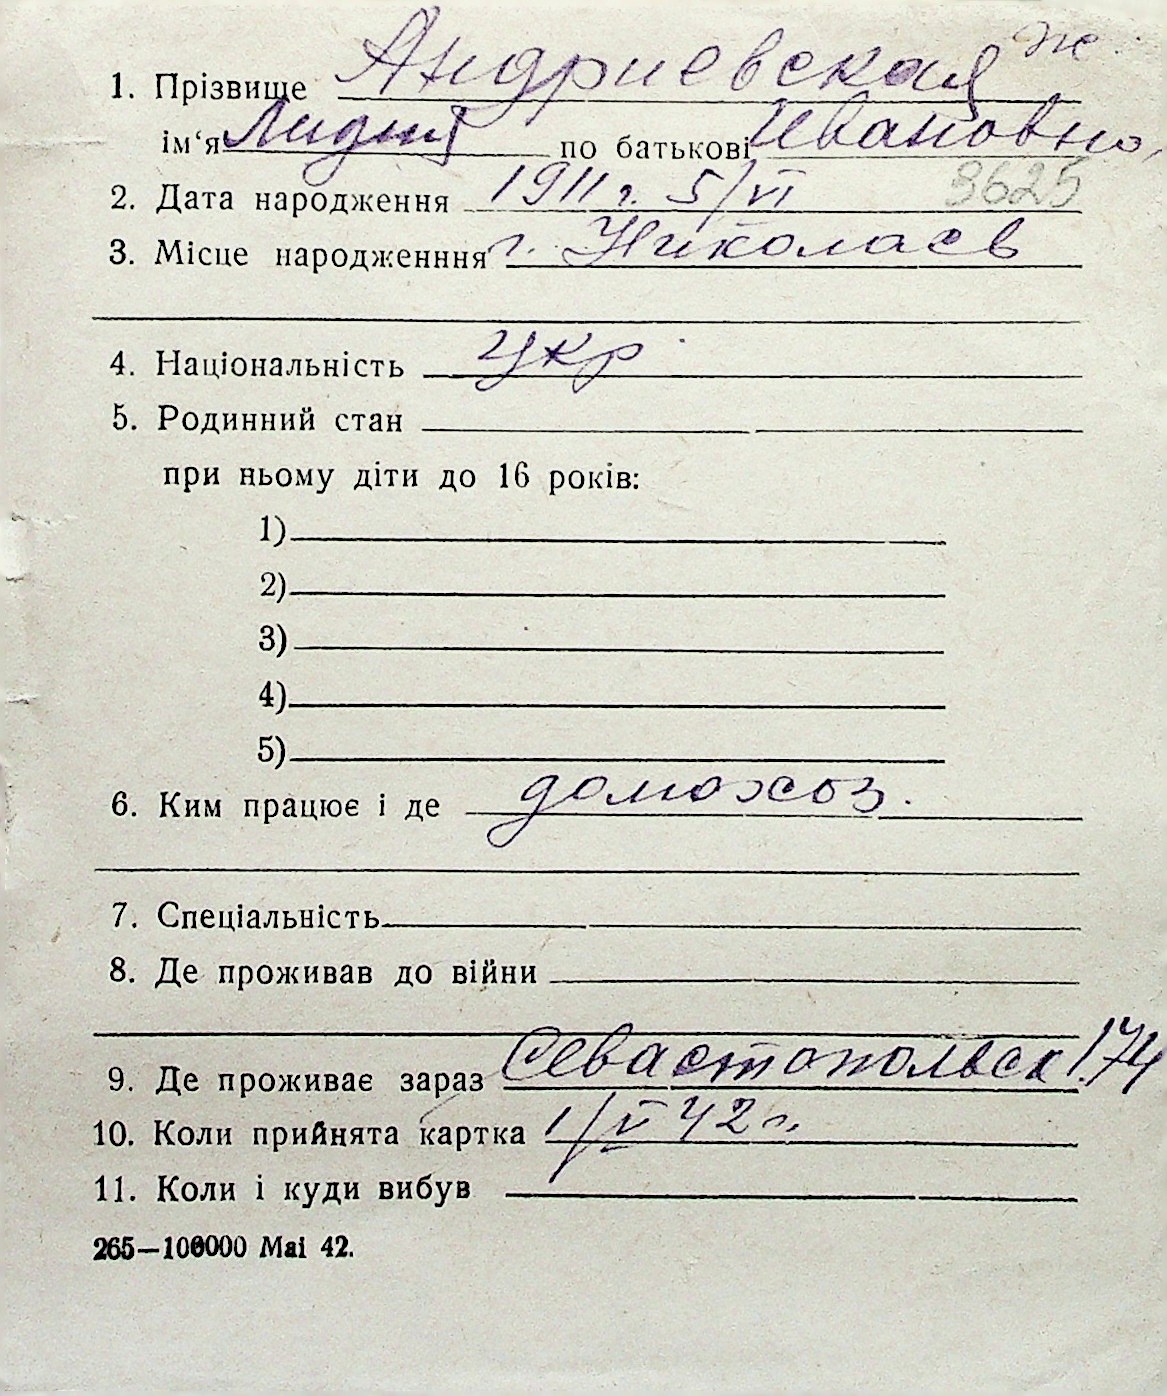 1. Прізвище Андриевская ж
ім‘я Лидия по батькові Ивановно,
2. Дата народження 1911 г. 5/VI 3625
3. Місце народженння г. Николаев
4. Національність укр
5. Родинний стан
при ньому діти до 16 років:
1)
2)
3)
4)
5)
6. Ким працює і де домохоз.
7. Спеціальність
8. Де проживав до війни
9. Де проживає зараз Севастопольск 174
10. Коли прийнята картка 1/V 42 г.
11. Коли і куди вибув
265—100000 Mai 42.